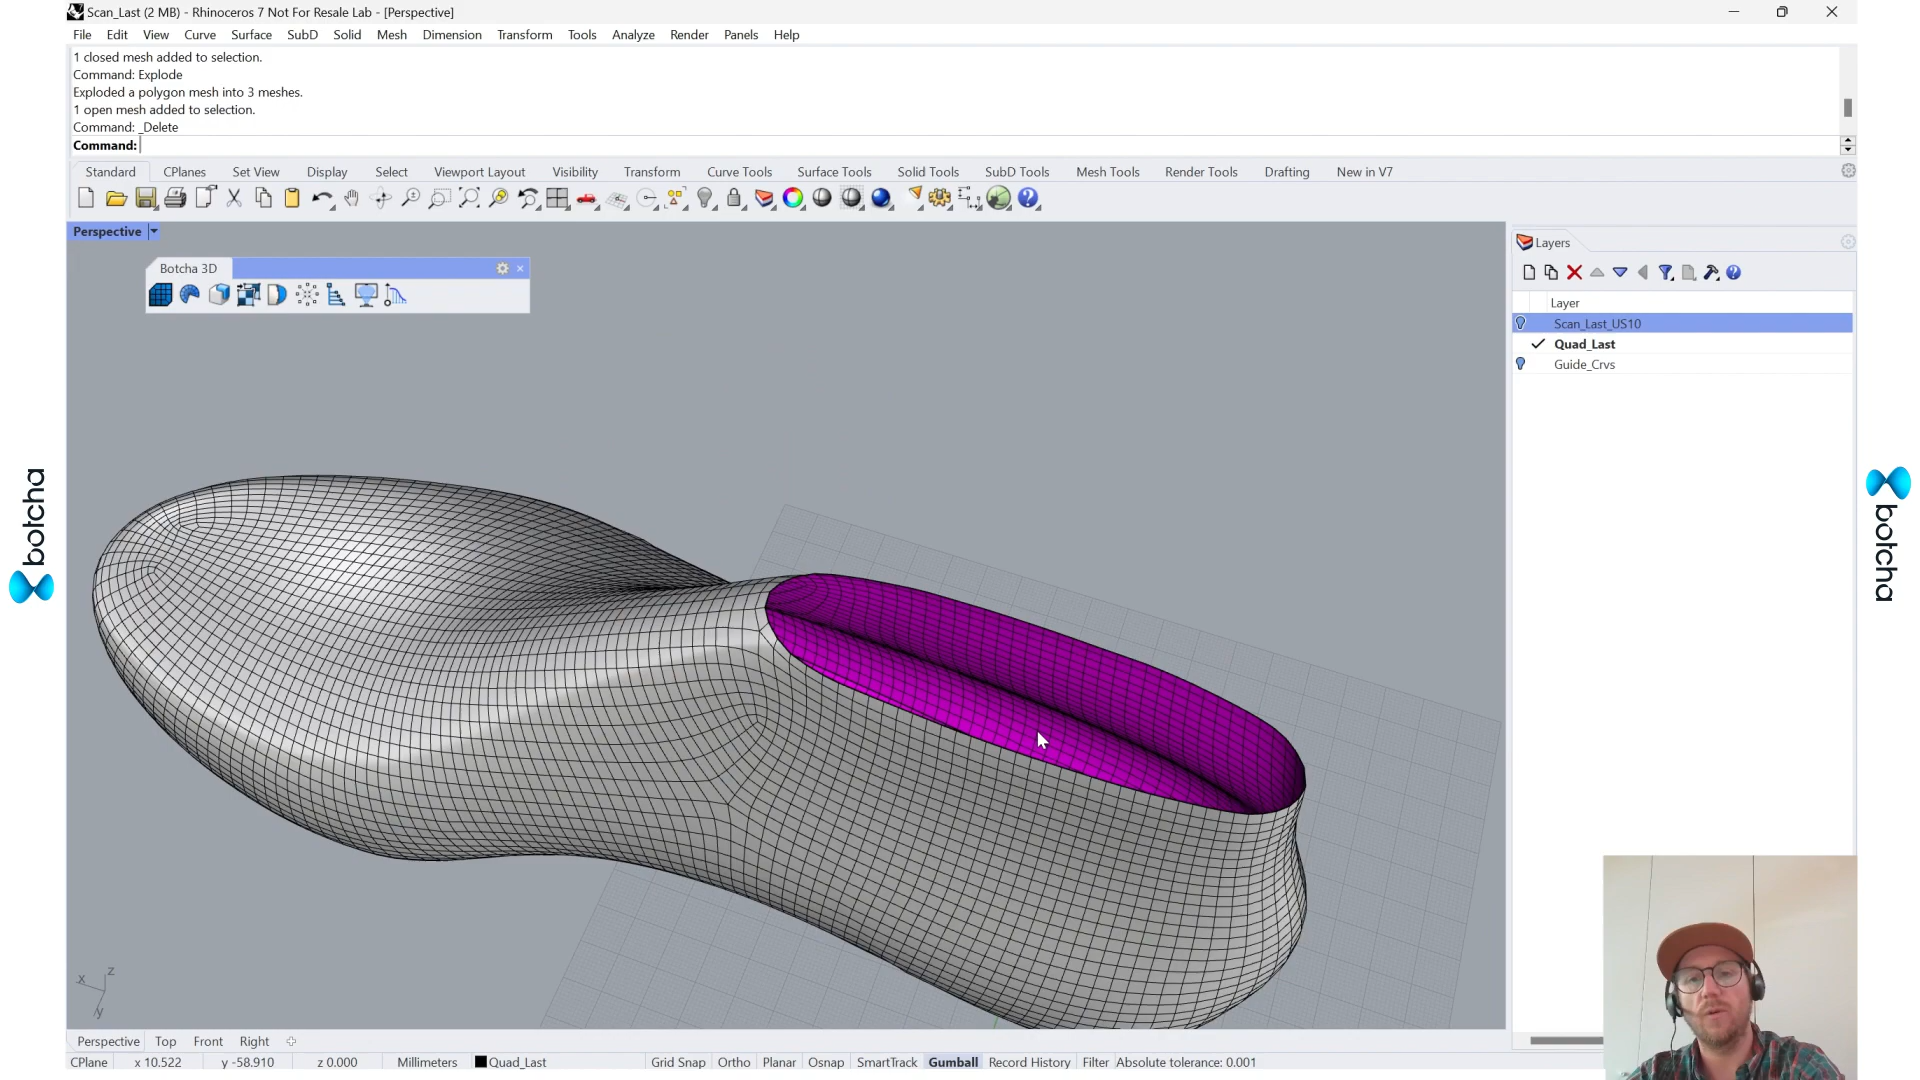 Scan_Last (2 MB) - Rhinoceros 7 Not For Resale Lab - [Perspective]
File Edit View Curve Surface SubD Solid Mesh Dimension Transform Tools Analyze Render Panels Help
1 closed mesh added to selection.
Command: Explode
Exploded a polygon mesh into 3 meshes.
1 open mesh added to selection.
Command: _Delete
Command:
Standard CPlanes Set View Display Select Viewport Layout Visibility Transform Curve Tools Surface Tools Solid Tools SubD Tools Mesh Tools Render Tools Drafting New in V7
Perspective
Layers
Botcha 3D
Layer
Scan_Last_US10
Quad_Last
Guide_Crvs
botcha
botcha
x z
y
Perspective Top Front Right
CPlane x 10.522 y -58.910 z 0.000 Millimeters Quad_Last Grid Snap Ortho Planar Osnap SmartTrack Gumball Record History Filter Absolute tolerance: 0.001